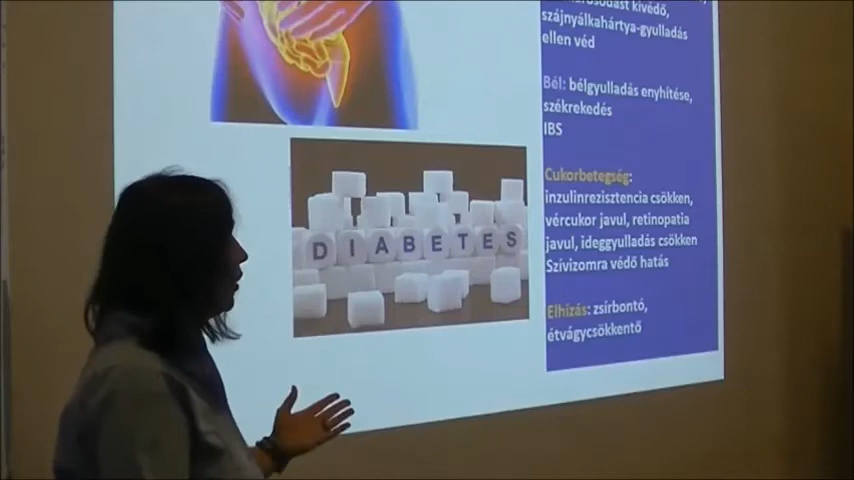 szájnyálkahártya-gyulladás
ellen véd
Bél: bélgyulladás enyhítése,
székrekedés
IBS
Cukorbetegség:
inzulinrezisztencia csökken,
vércukor javul, retinopatia
javul, ideggyulladás csökken
Szívizomra védő hatás
Elhízás: zsírbontó,
étvágycsökkentő
DIABETES